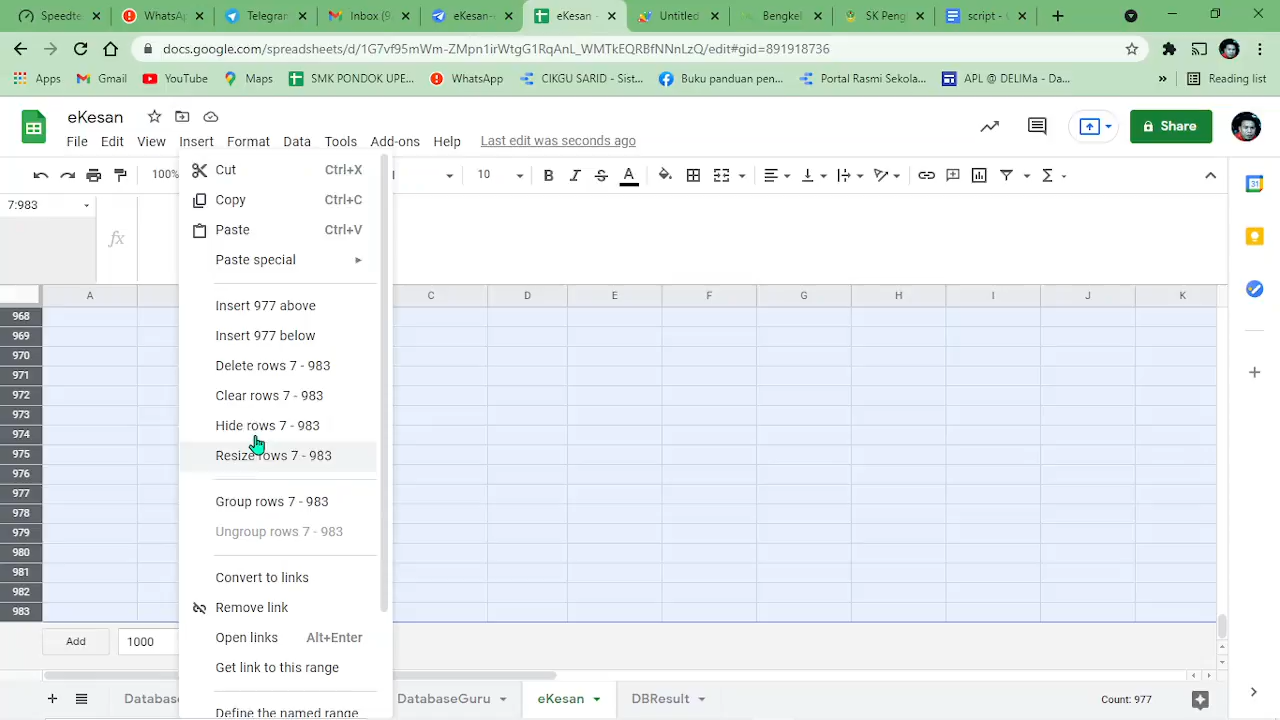 Speedte
WhatsAp
Telegram
Inbox (9
eKesan-
eKesan -
Untitled
Bengkel
SK Peng
script -
docs.google.com/spreadsheets/d/1G7vf95mWm-ZMpn1irWtgG1RqAnL_WMTkEQRBfNNnLzQ/edit#gid=891918736
Apps
Gmail
YouTube
Maps
SMK PONDOK UPE...
WhatsApp
CIKGU SARID - Sist...
Buku panduan pen...
Portal Rasmi Sekola...
APL @ DELIMa - Da...
»
Reading list
eKesan
File Edit View Insert Format Data Tools Add-ons Help Last edit was seconds ago
Share
100%
10
B I S A
31
7:983
fx
Cut Ctrl+X
Copy Ctrl+C
Paste Ctrl+V
Paste special
Insert 977 above
Insert 977 below
Delete rows 7 - 983
Clear rows 7 - 983
Hide rows 7 - 983
Resize rows 7 - 983
Group rows 7 - 983
Ungroup rows 7 - 983
Convert to links
Remove link
Open links Alt+Enter
Get link to this range
Define the named range
A C D E F G H I J K
968
969
970
971
972
973
974
975
976
977
978
979
980
981
982
983
Add 1000
Databas
DatabaseGuru
eKesan
DBResult
Count: 977